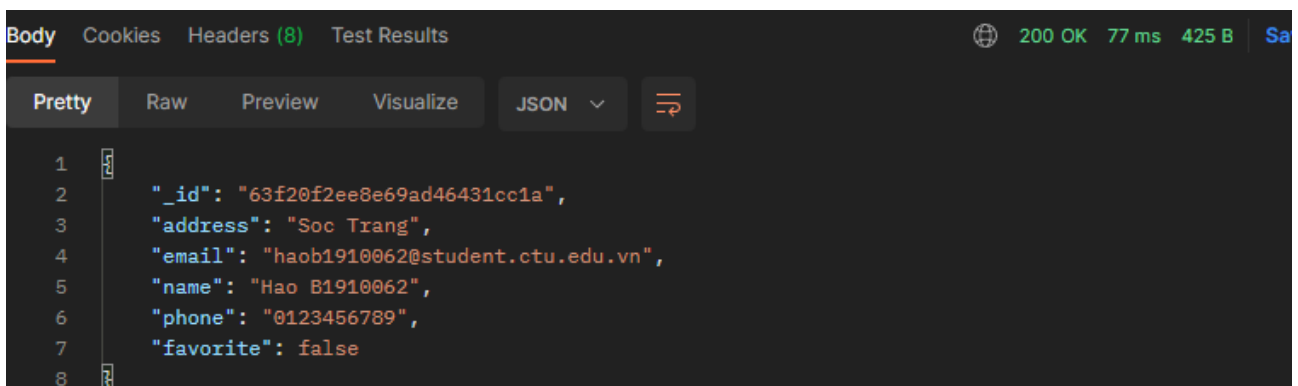 Body Cookies Headers (8) Test Results 200 OK 77 ms 425 B
Pretty Raw Preview Visualize JSON
1 {
2 "_id": "63f20f2ee8e69ad46431cc1a",
3 "address": "Soc Trang",
4 "email": "haob1910062@student.ctu.edu.vn",
5 "name": "Hao B1910062",
6 "phone": "0123456789",
7 "favorite": false
8 }